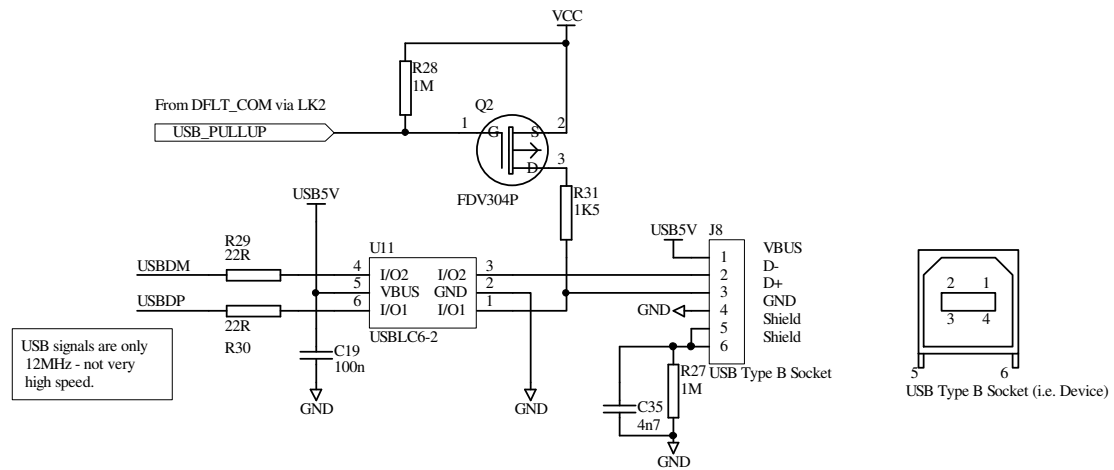 VCC
R28
1M
From DFLT_COM via LK2
USB_PULLUP
Q2
1
G
S
2
D
3
FDV304P
R31
1K5
USB5V
R29
22R
USBDM
USBDP
22R
R30
U11
4 I/O2 I/O2 3
5 VBUS GND 2
6 I/O1 I/O1 1
USBLC6-2
C19
100n
GND
GND
USB signals are only
12MHz - not very
high speed.
USB5V
J8
1 VBUS
2 D-
3 D+
GND 4 GND
5 Shield
6 Shield
USB Type B Socket
R27
1M
C35
4n7
GND
2 1
3 4
5 6
USB Type B Socket (i.e. Device)